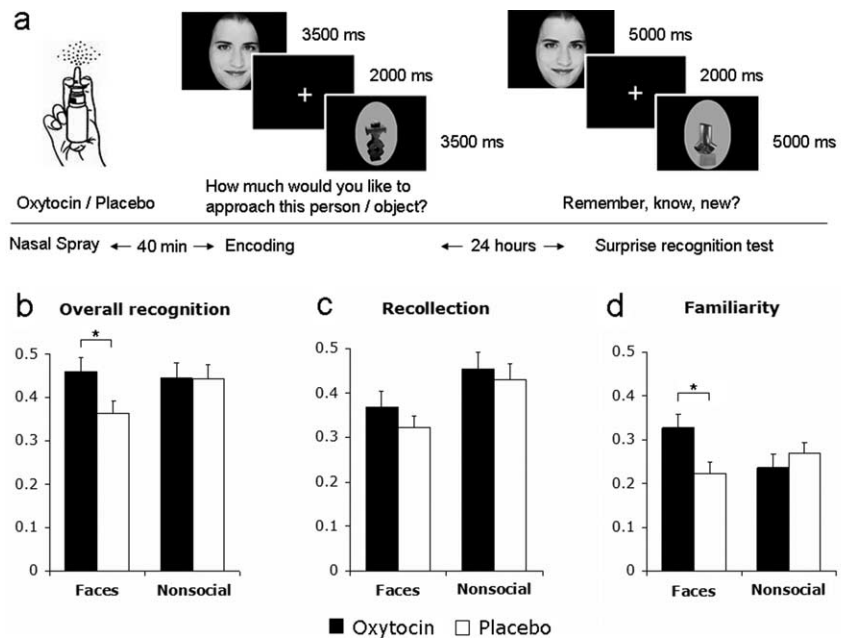 a
3500 ms
2000 ms
3500 ms
5000 ms
2000 ms
5000 ms
Oxytocin / Placebo
How much would you like to
approach this person / object?
Remember, know, new?
Nasal Spray ← 40 min → Encoding ← 24 hours → Surprise recognition test
b Overall recognition
*
0.5
0.4
0.3
0.2
0.1
0
Faces Nonsocial
c Recollection
0.5
0.4
0.3
0.2
0.1
0
Faces Nonsocial
d Familiarity
*
0.5
0.4
0.3
0.2
0.1
0
Faces Nonsocial
Oxytocin Placebo